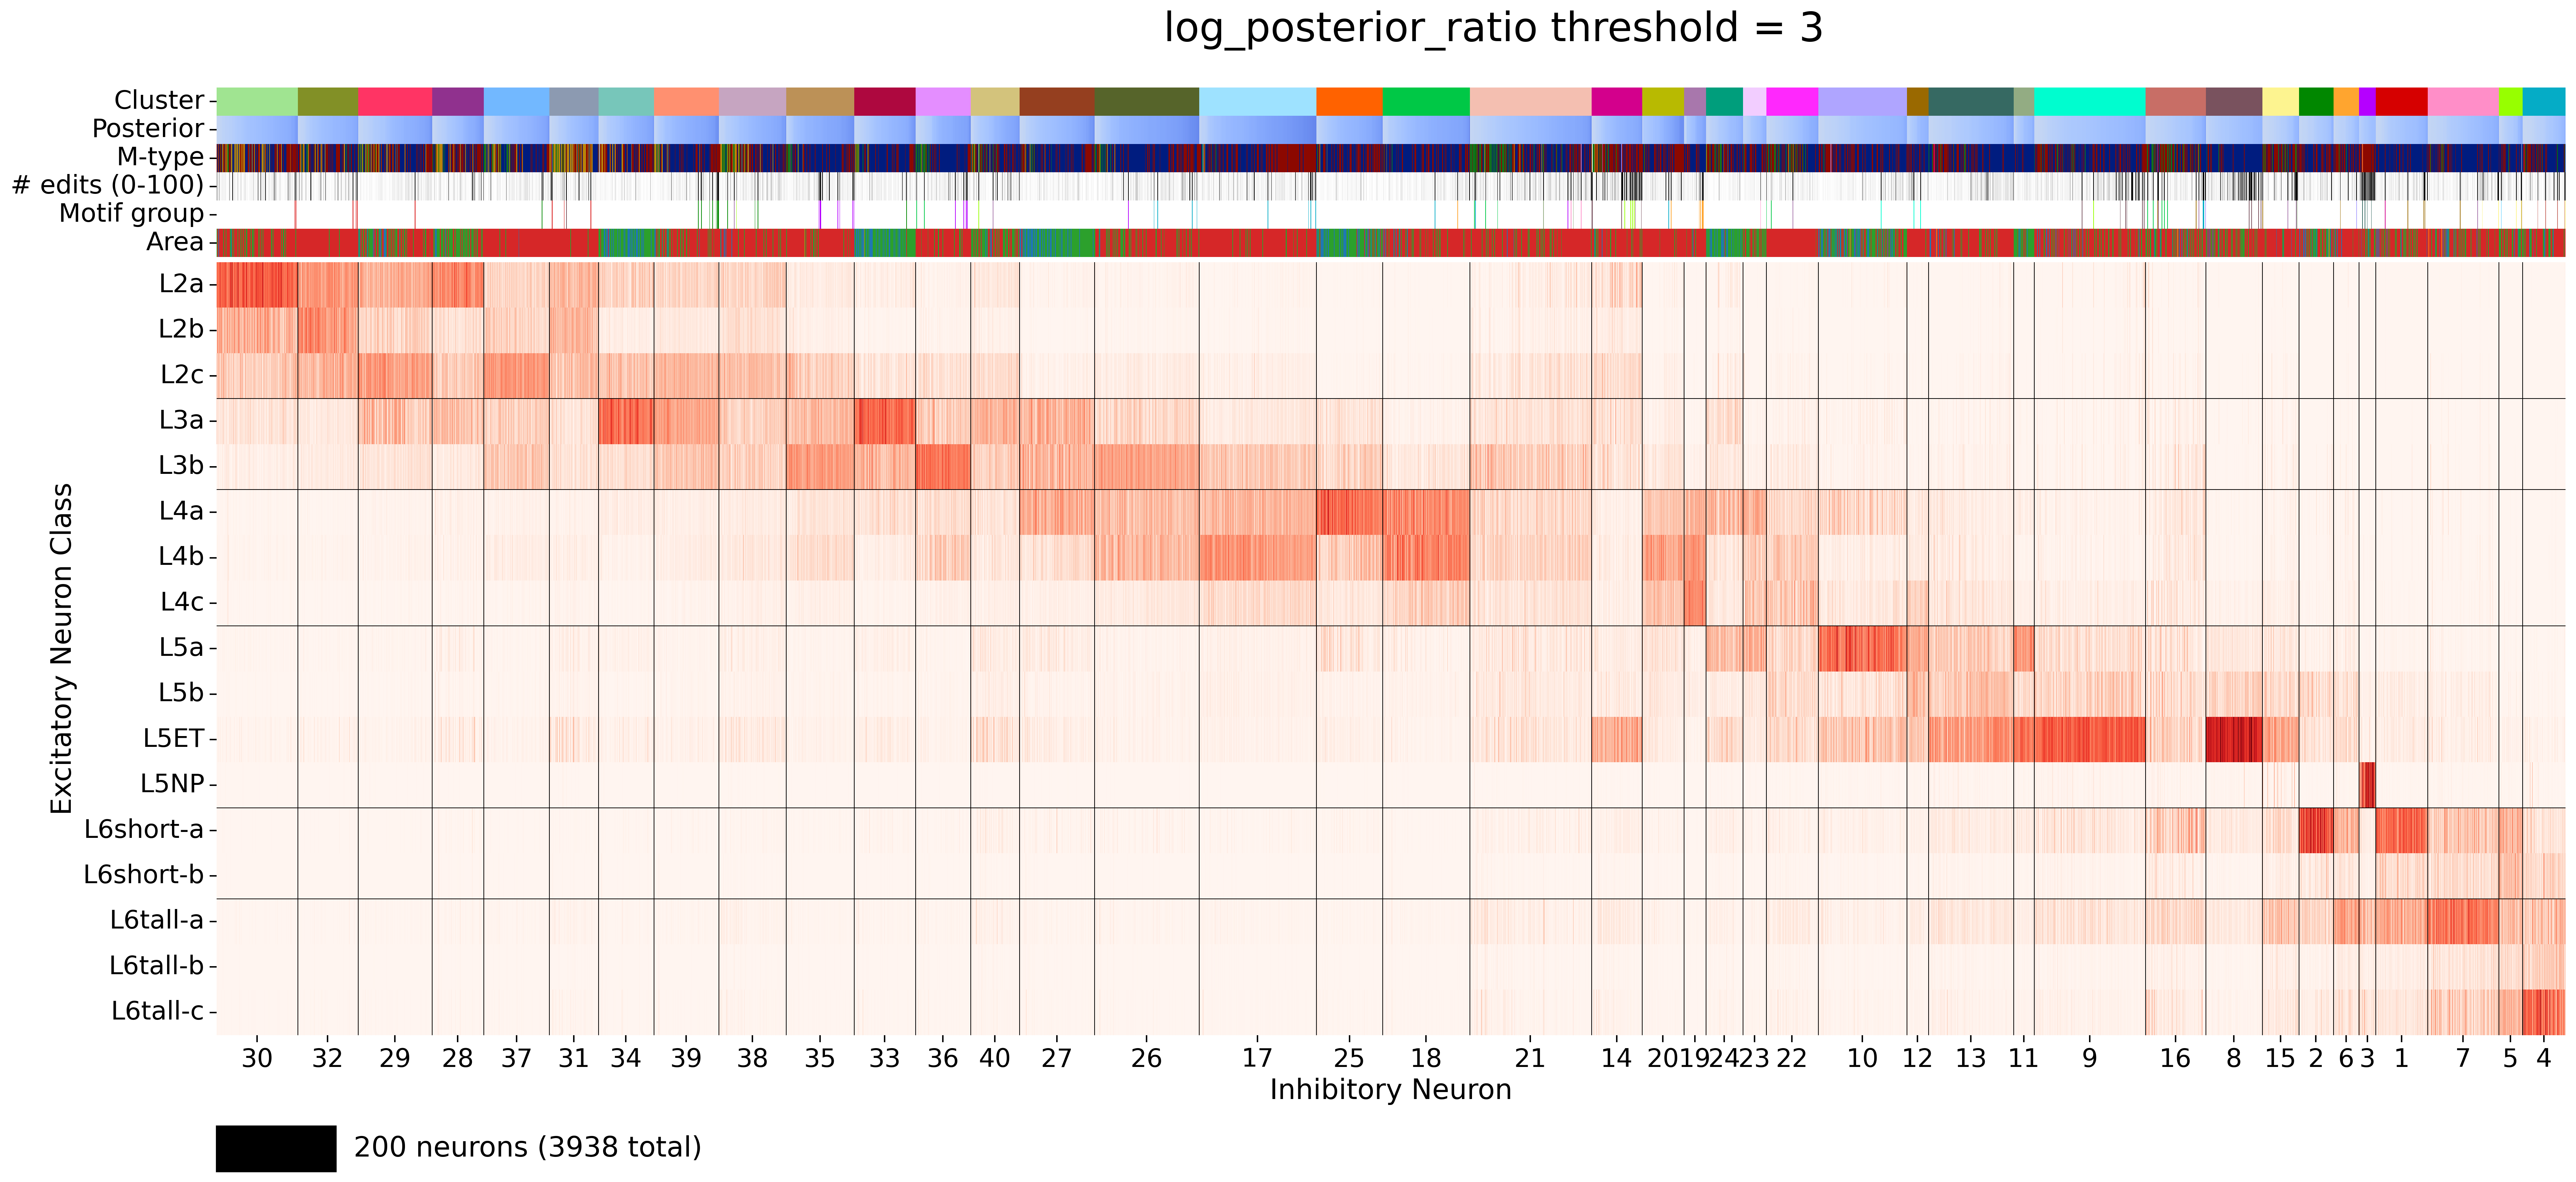 log_posterior_ratio threshold = 3
Cluster
Posterior
M-type
# edits (0-100)
Motif group
Area
Excitatory Neuron Class
L2a
L2b
L2c
L3a
L3b
L4a
L4b
L4c
L5a
L5b
L5ET
L5NP
L6short-a
L6short-b
L6tall-a
L6tall-b
L6tall-c
30 32 29 28 37 31 34 39 38 35 33 36 40 27 26 17 25 18 21 14 20 19 24 23 22 10 12 13 11 9 16 8 15 2 6 3 1 7 5 4
Inhibitory Neuron
200 neurons (3938 total)